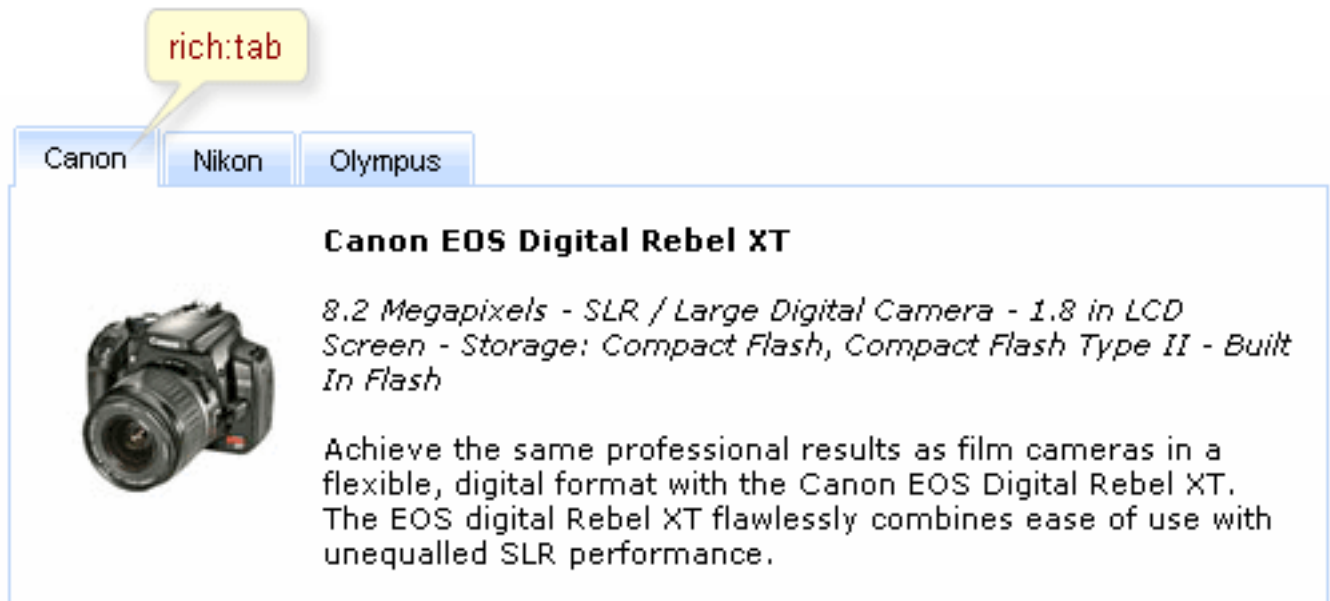 rich:tab
Canon Nikon Olympus
Canon EOS Digital Rebel XT
8.2 Megapixels - SLR / Large Digital Camera - 1.8 in LCD
Screen - Storage: Compact Flash, Compact Flash Type II - Built
In Flash
Achieve the same professional results as film cameras in a
flexible, digital format with the Canon EOS Digital Rebel XT.
The EOS digital Rebel XT flawlessly combines ease of use with
unequalled SLR performance.